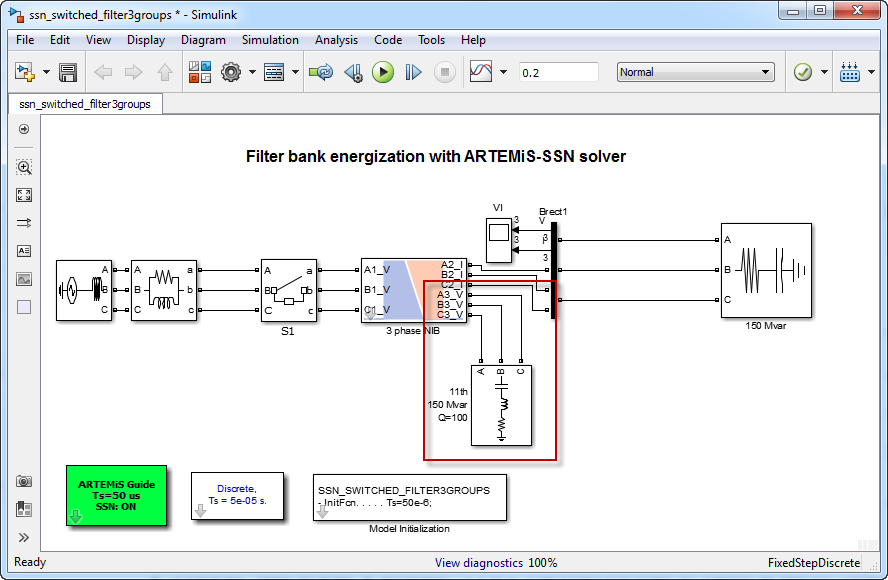 ssn_switched_filter3groups * - Simulink
File Edit View Display Diagram Simulation Analysis Code Tools Help
0.2 Normal
ssn_switched_filter3groups
Filter bank energization with ARTEMiS-SSN solver
VI
3
3
Brect1
V
3
A
B
C
A
B
C
a
b
c
A
B
C
a
b
c
S1
A1_V
B1_V
C1_V
A2_I
B2_I
C2_I
A3_V
B3_V
C3_V
3 phase NIB
A
B
C
150 Mvar
A B C
11th
150 Mvar
Q=100
ARTEMiS Guide
Ts=50 us
SSN: ON
Discrete,
Ts = 5e-05 s.
SSN_SWITCHED_FILTER3GROUPS
- InitFcn. . . . . Ts=50e-6;
Model Initialization
Ready View diagnostics 100% FixedStepDiscrete